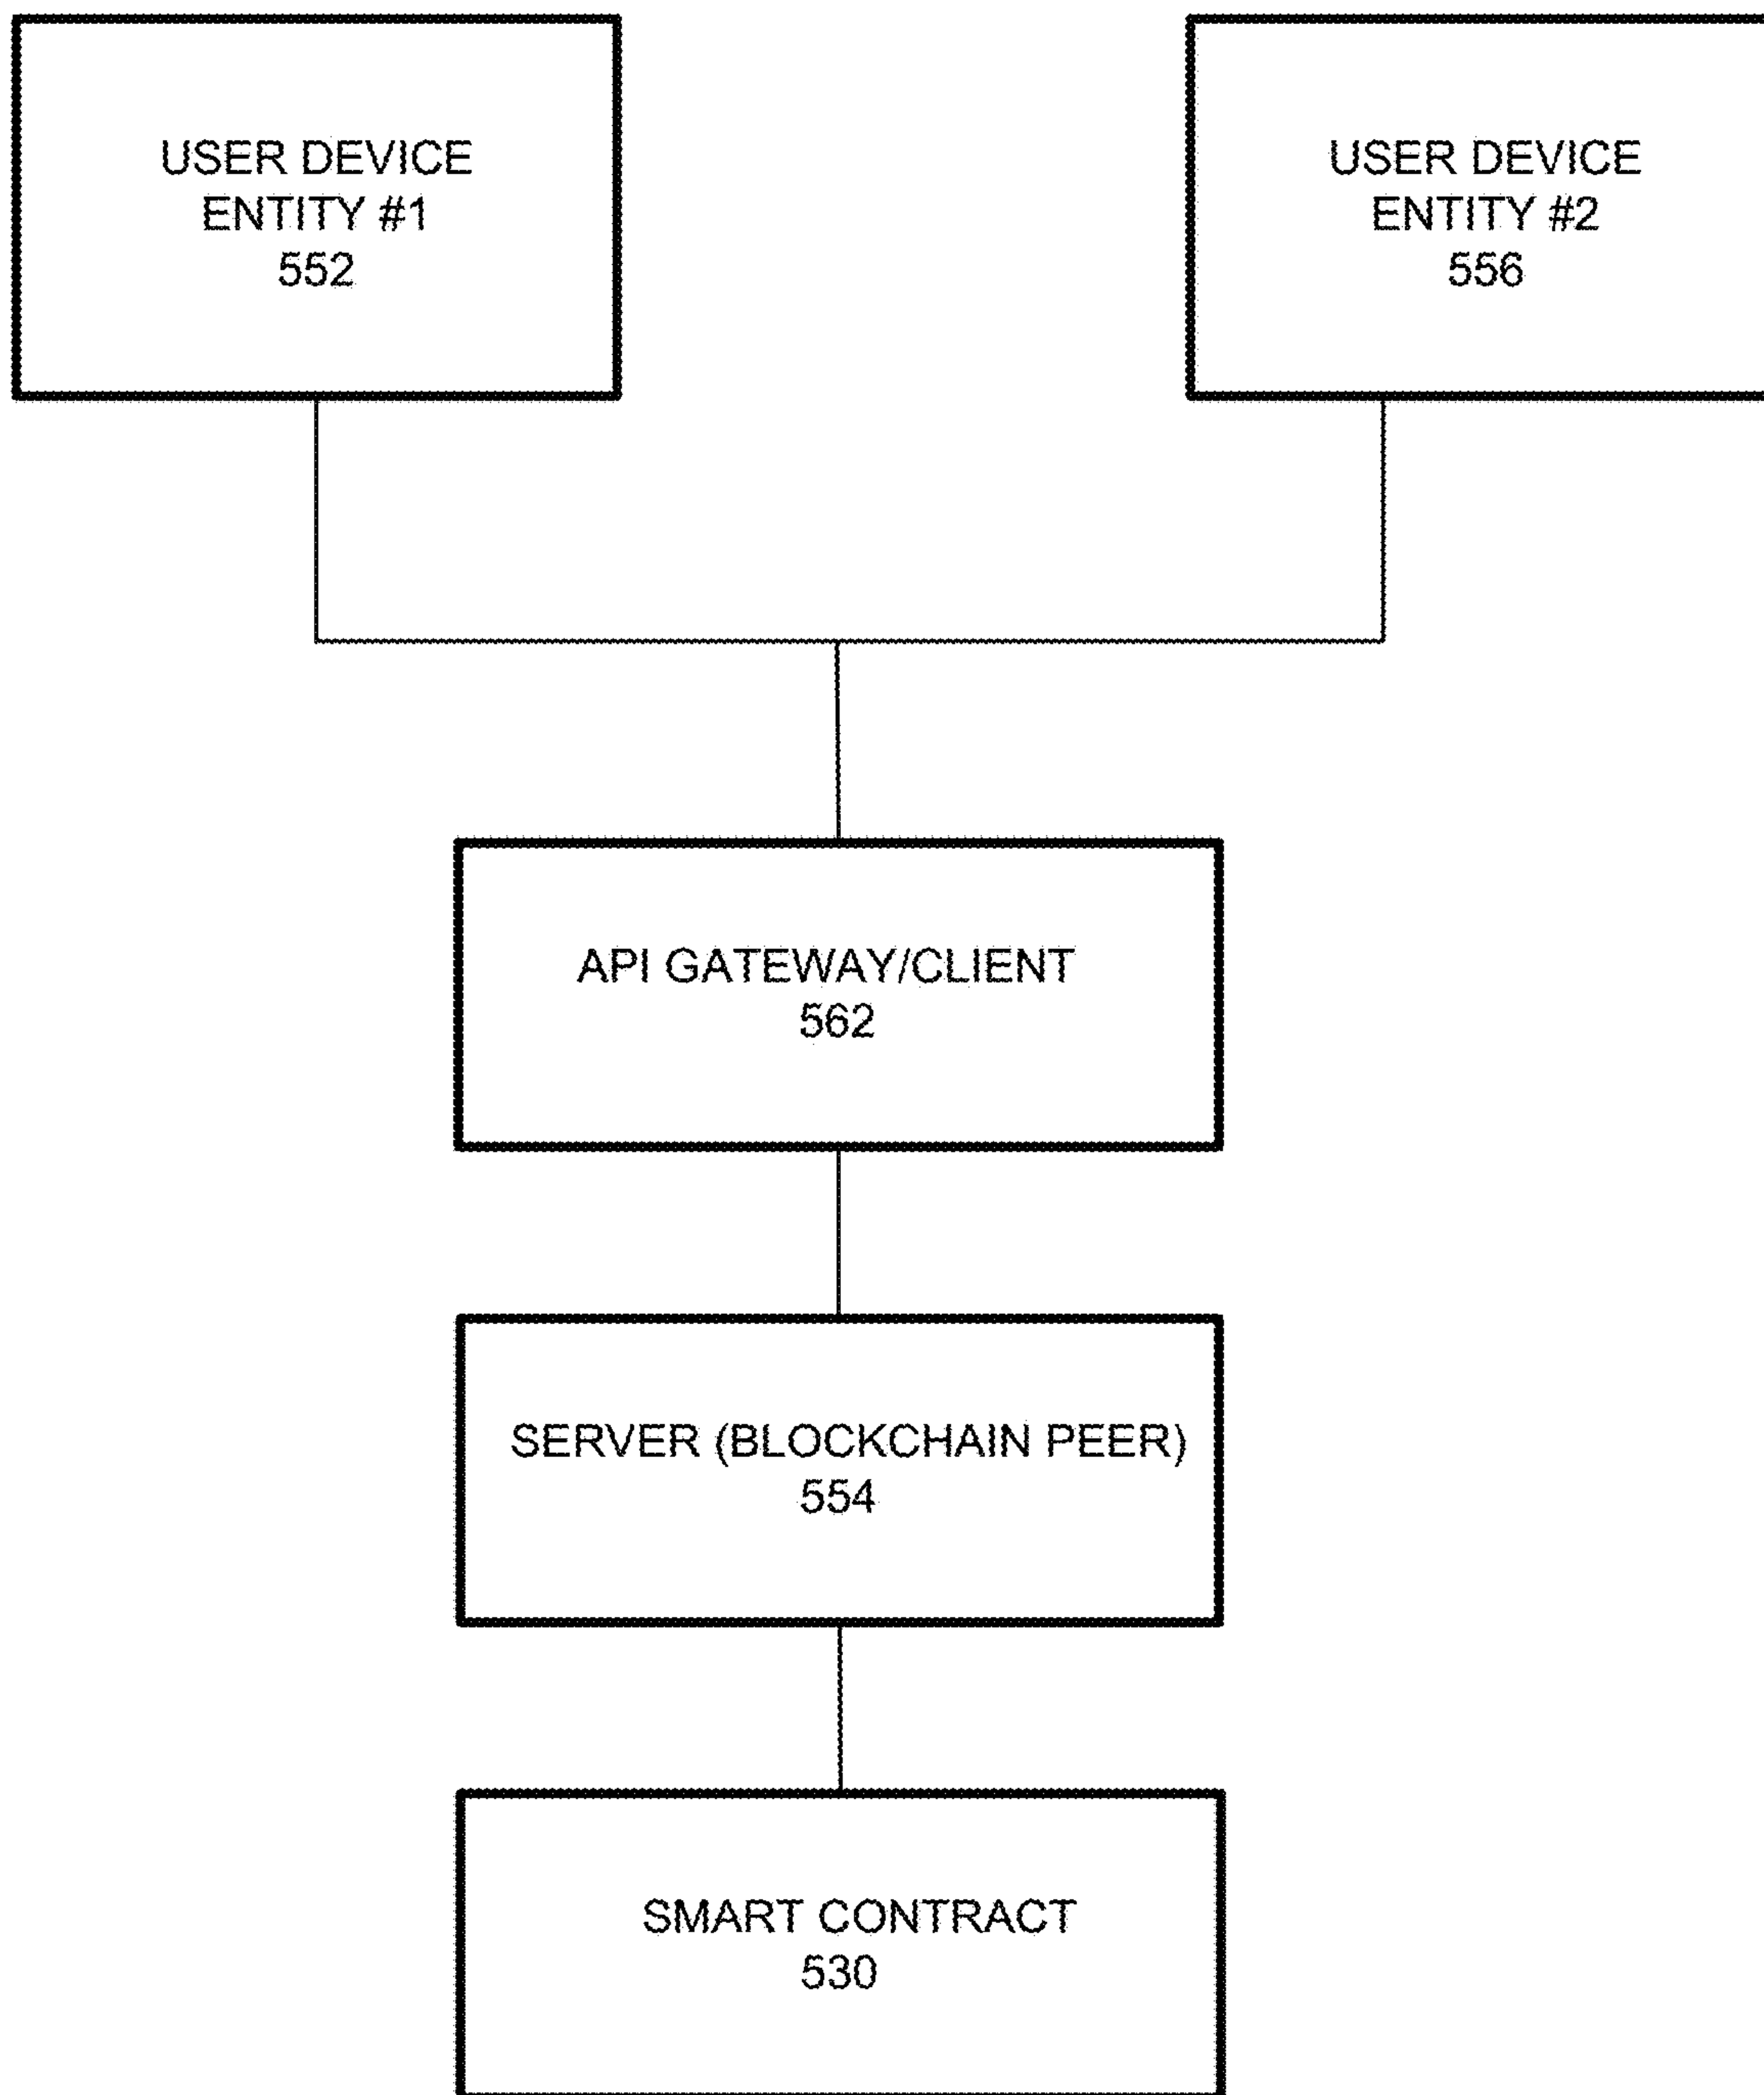 USER DEVICE
ENTITY #1
552
USER DEVICE
ENTITY #2
556
API GATEWAY/CLIENT
562
SERVER (BLOCKCHAIN PEER)
554
SMART CONTRACT
530